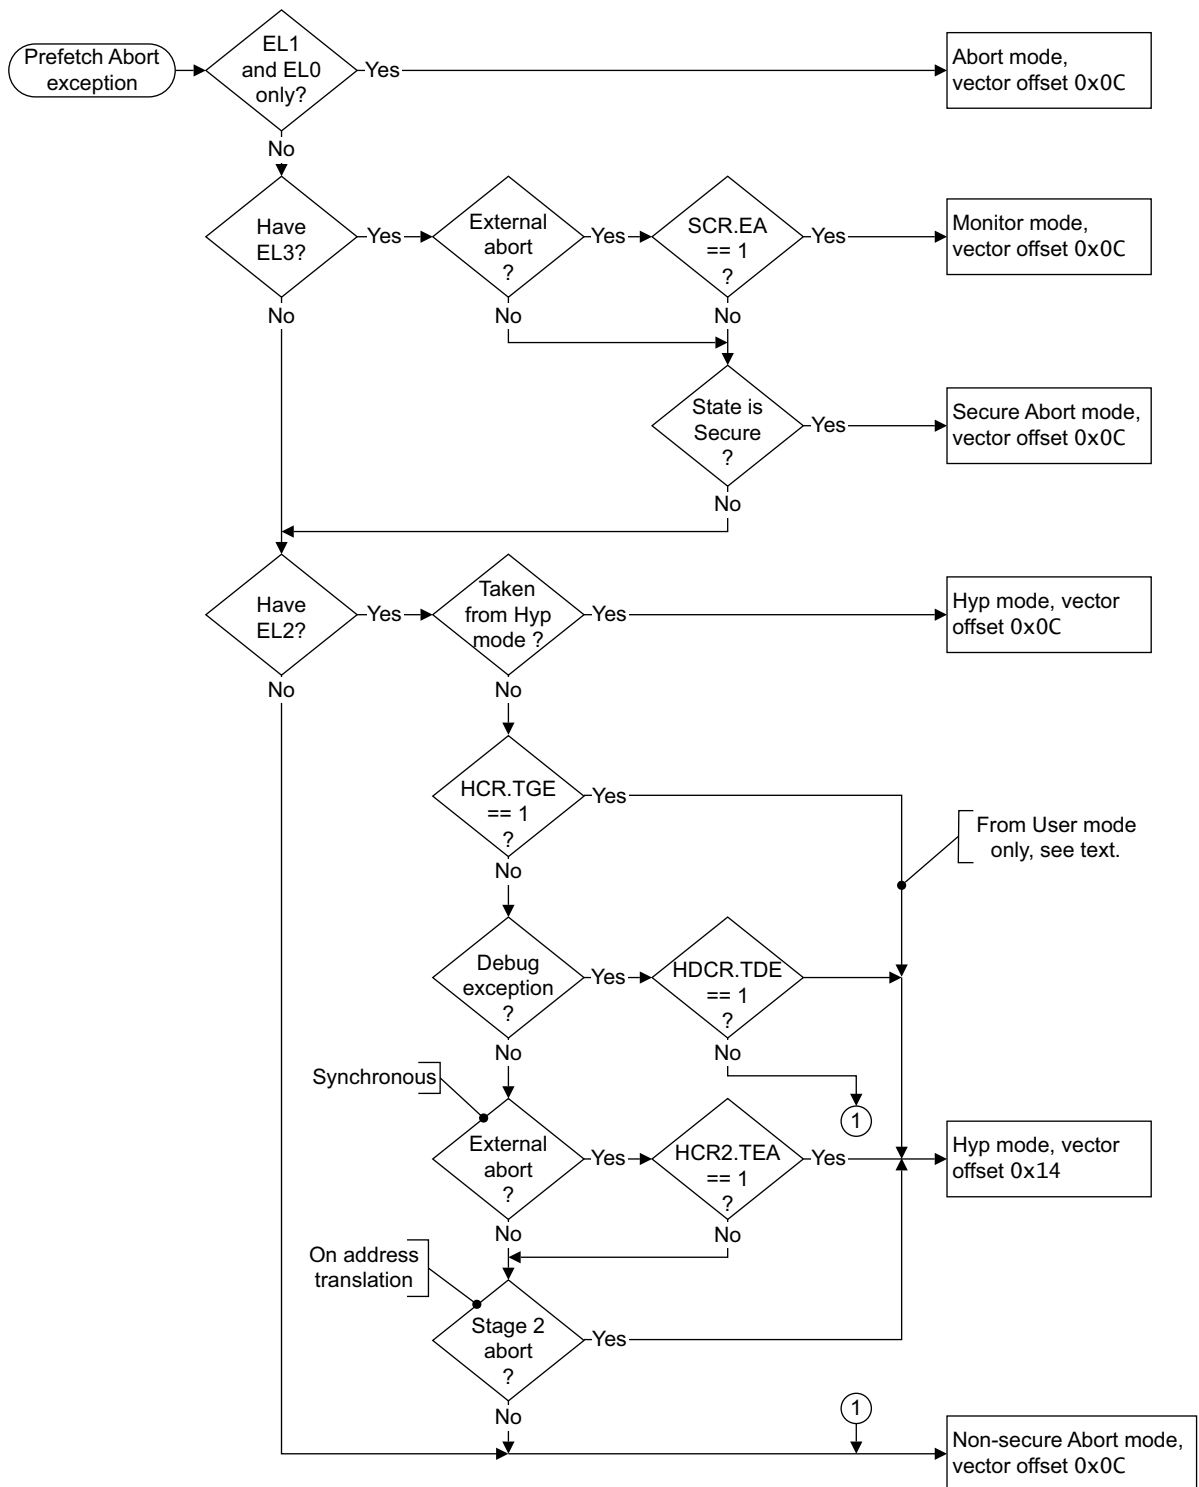 Prefetch Abort
exception
EL1
and EL0
only?
Yes
Abort mode,
vector offset 0x0C
No
Have
EL3?
Yes
External
abort
?
Yes
SCR.EA
== 1
?
Yes
Monitor mode,
vector offset 0x0C
No
No
No
State is
Secure
?
Yes
Secure Abort mode,
vector offset 0x0C
No
Have
EL2?
Yes
Taken
from Hyp
mode ?
Yes
Hyp mode, vector
offset 0x0C
No
No
HCR.TGE
== 1
?
Yes
From User mode
only, see text.
No
Debug
exception
?
Yes
HDCR.TDE
== 1
?
No
No
Synchronous
1
External
abort
?
Yes
HCR2.TEA
== 1
?
Yes
Hyp mode, vector
offset 0x14
No
No
On address
translation
Stage 2
abort
?
Yes
No
1
Non-secure Abort mode,
vector offset 0x0C